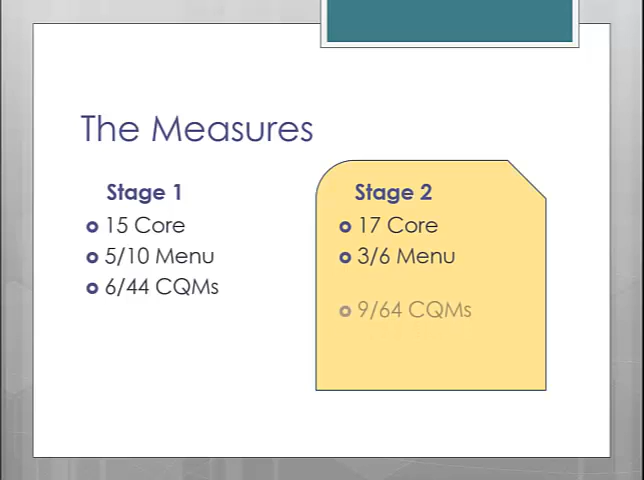 The Measures
Stage 1
15 Core
5/10 Menu
6/44 CQMs
Stage 2
17 Core
3/6 Menu
9/64 CQMs